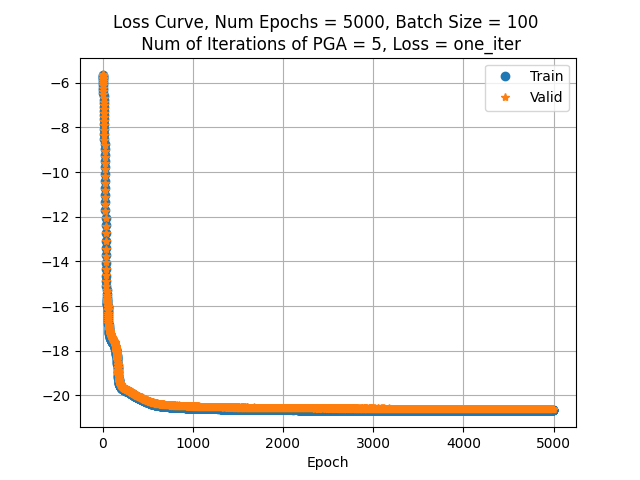 Loss Curve, Num Epochs = 5000, Batch Size = 100
Num of Iterations of PGA = 5, Loss = one_iter
Train
Valid
−6
−8
−10
−12
−14
−16
−18
−20
0 1000 2000 3000 4000 5000
Epoch